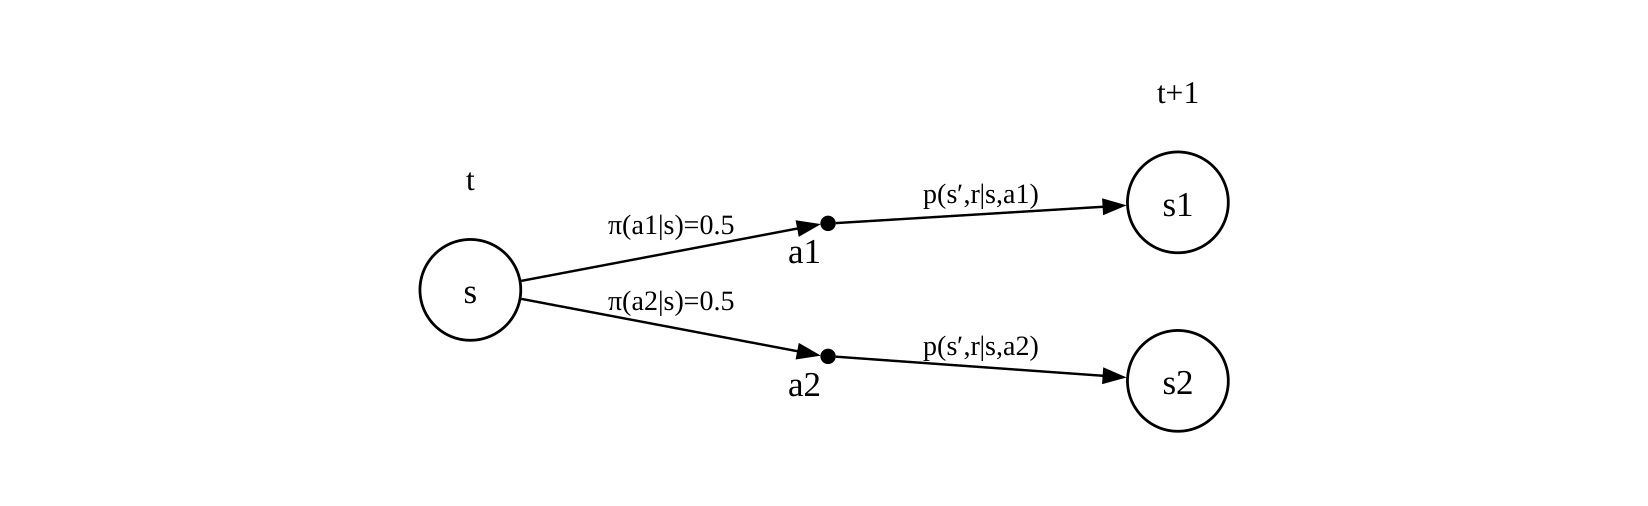 t+1
t
p(s′,r|s,a1)
s1
π(a1|s)=0.5
a1
s
π(a2|s)=0.5
p(s′,r|s,a2)
a2
s2